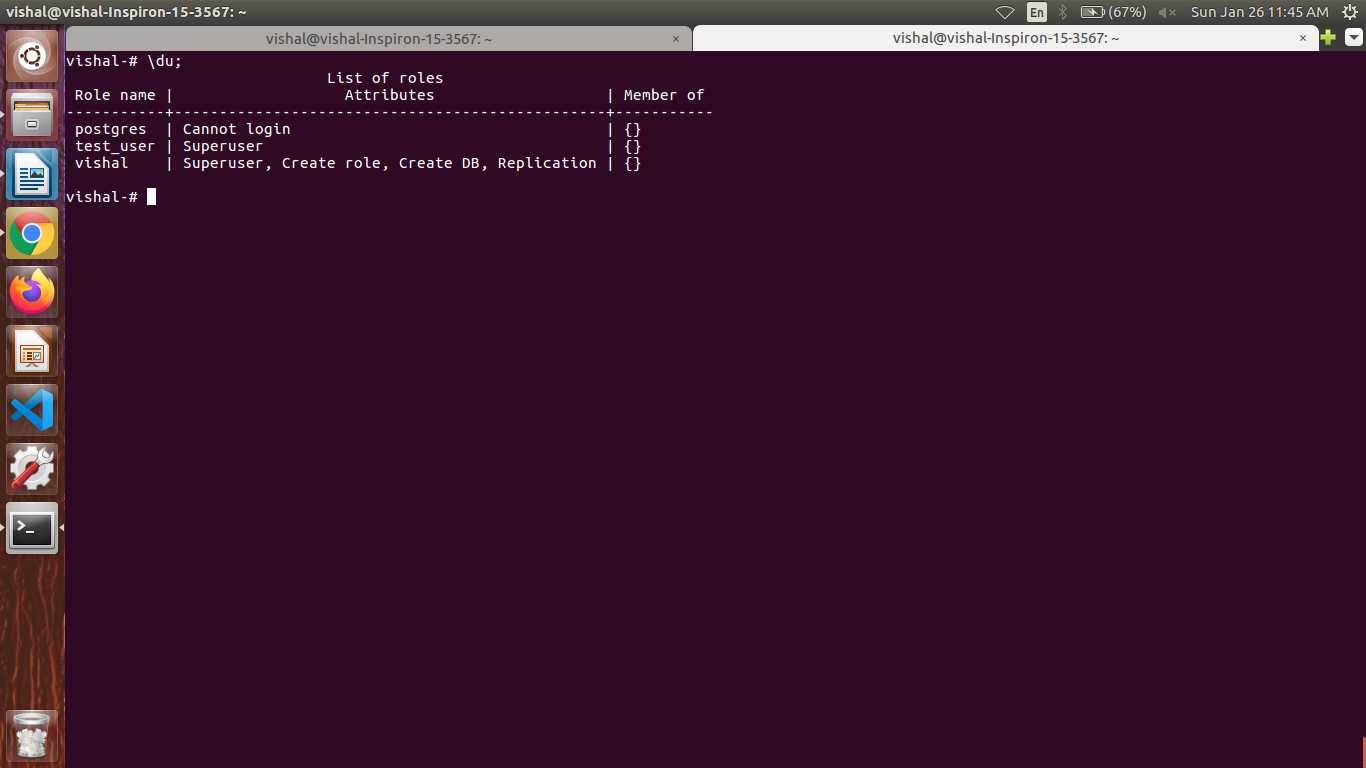 vishal@vishal-Inspiron-15-3567: ~
En
(67%)
Sun Jan 26 11:45 AM
vishal@vishal-Inspiron-15-3567: ~ ×
vishal@vishal-Inspiron-15-3567: ~ ×
vishal-# \du;
                             List of roles
 Role name |                   Attributes                   | Member of
-----------+------------------------------------------------+-----------
 postgres  | Cannot login                                   | {}
 test_user | Superuser                                      | {}
 vishal    | Superuser, Create role, Create DB, Replication | {}
vishal-#